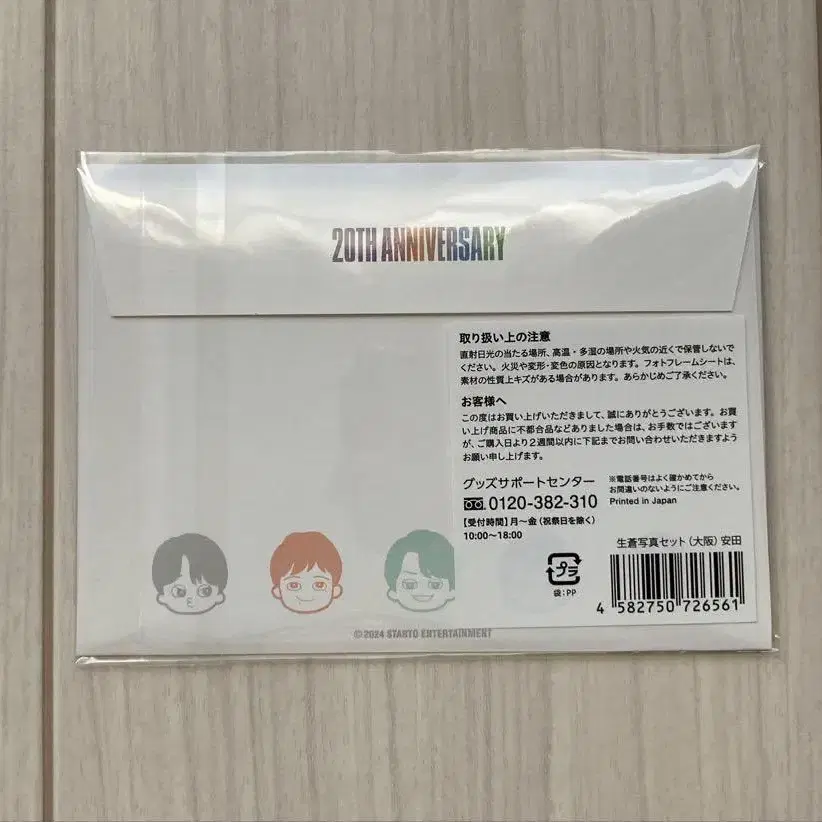 20TH ANNIVERSARY
取り扱い上の注意
直射日光の当たる場所、高温・多湿の場所や火気の近くで保管しないで
ください。火災や変形・変色の原因となります。フォトフレームシートは、
素材の性質上キズがある場合があります。あらかじめご了承ください。
お客様へ
この度はお買い上げいただきまして、誠にありがとうございます。お買
い上げ商品に不都合品などありました場合は、お手数ではございます
が、ご購入日より2週間以内に下記までお問い合わせいただきますよう
お願い申し上げます。
グッズサポートセンター
0120-382-310
【受付時間】月〜金（祝祭日を除く）
10:00〜18:00
※電話番号はよく確かめてから
お間違いのないようにご注意ください。
Printed in Japan
生蒼写真セット（大阪）安田
プラ
袋：PP
4 582750 726561
©2024 STARTO ENTERTAINMENT